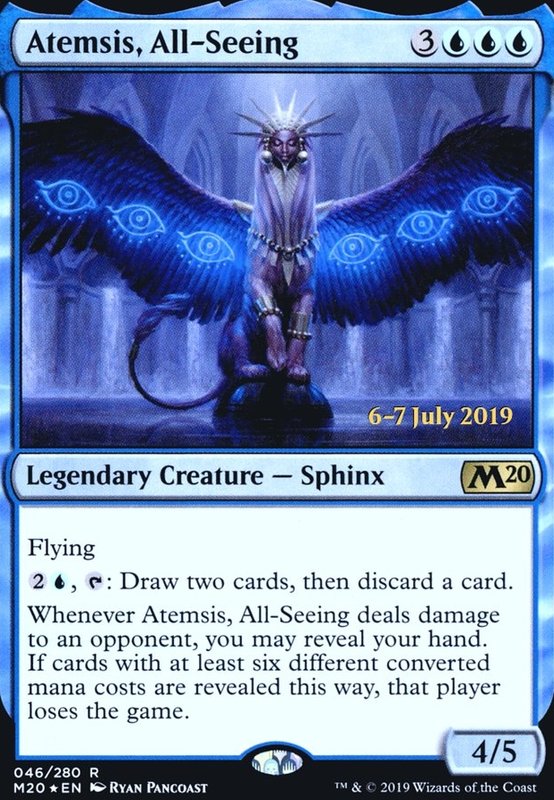 Atemsis, All-Seeing
3
6–7 July 2019
Legendary Creature — Sphinx
M20
Flying
2 , : Draw two cards, then discard a card.
Whenever Atemsis, All-Seeing deals damage
to an opponent, you may reveal your hand.
If cards with at least six different converted
mana costs are revealed this way, that player
loses the game.
4/5
046/280 R
M20 ★ EN Ryan Pancoast
™ & © 2019 Wizards of the Coast